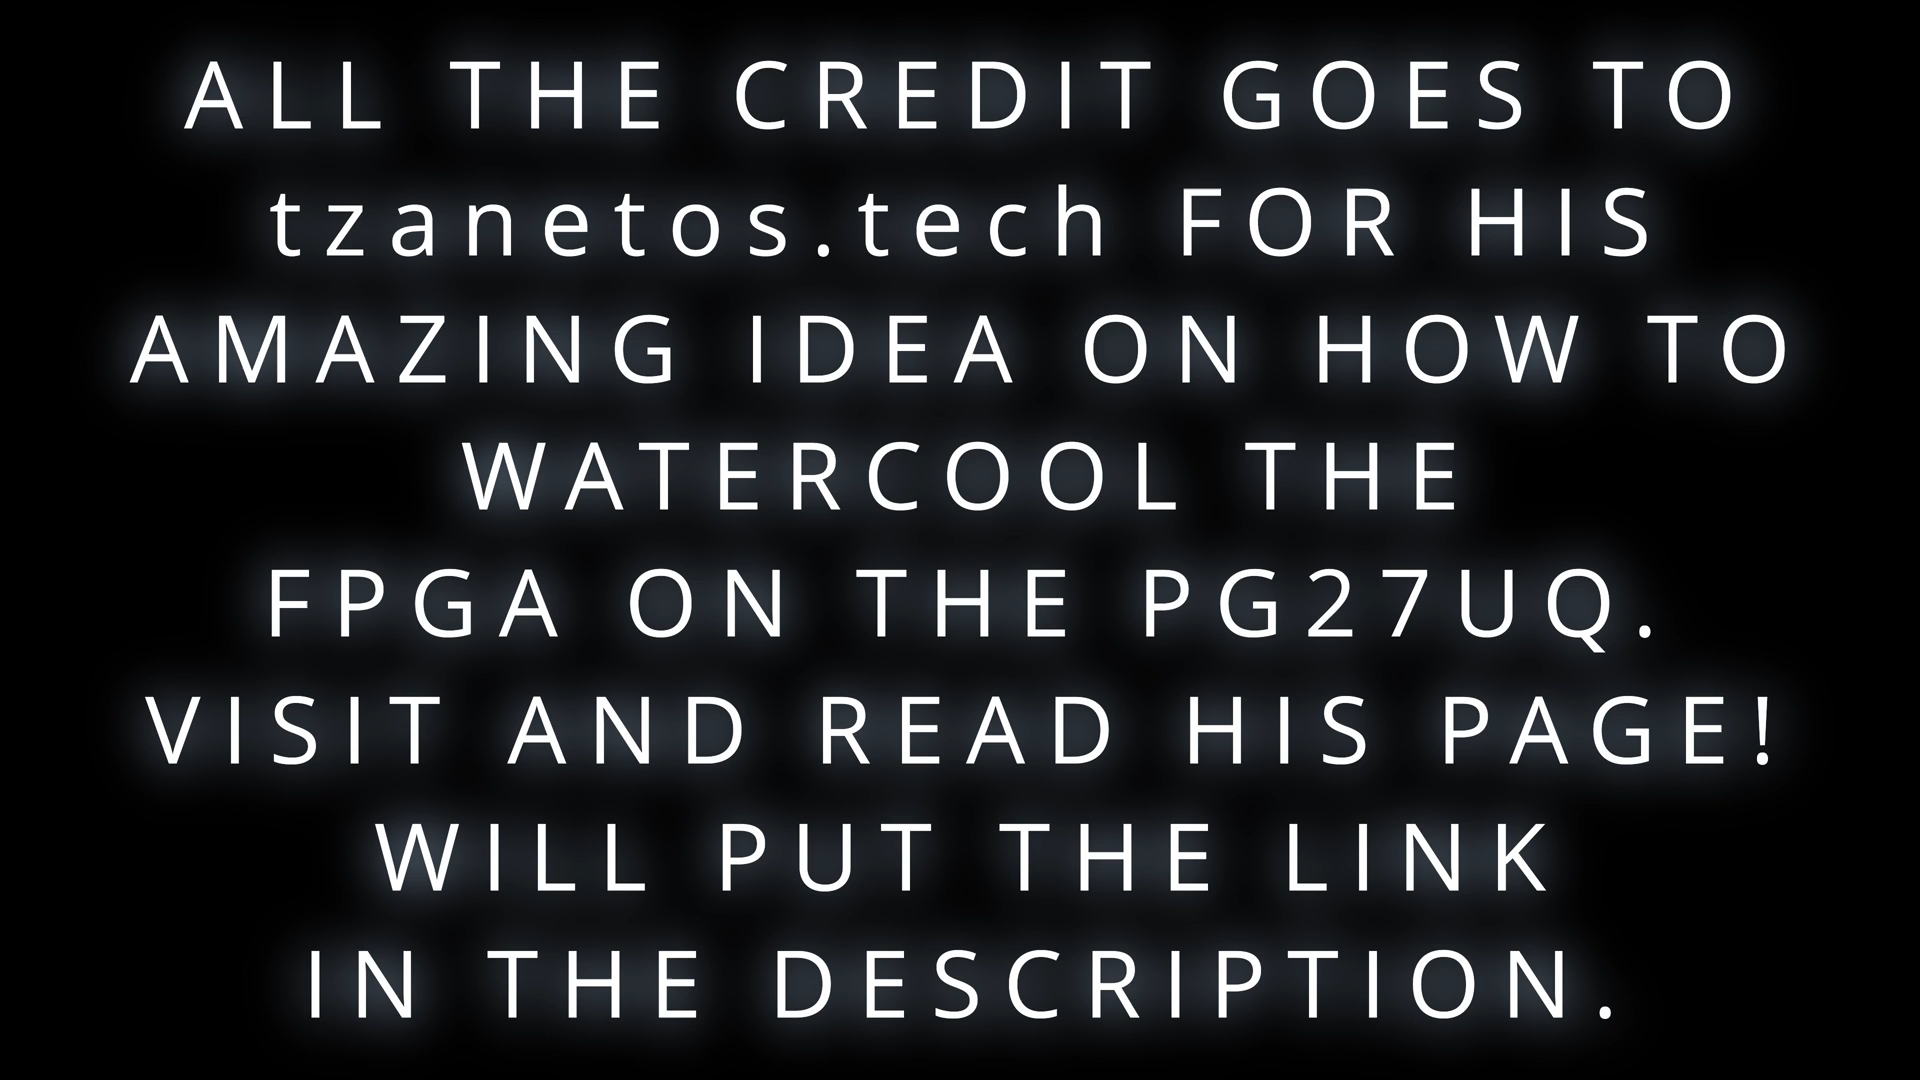 ALL THE CREDIT GOES TO
tzanetos.tech FOR HIS
AMAZING IDEA ON HOW TO
WATERCOOL THE
FPGA ON THE PG27UQ.
VISIT AND READ HIS PAGE!
WILL PUT THE LINK
IN THE DESCRIPTION.